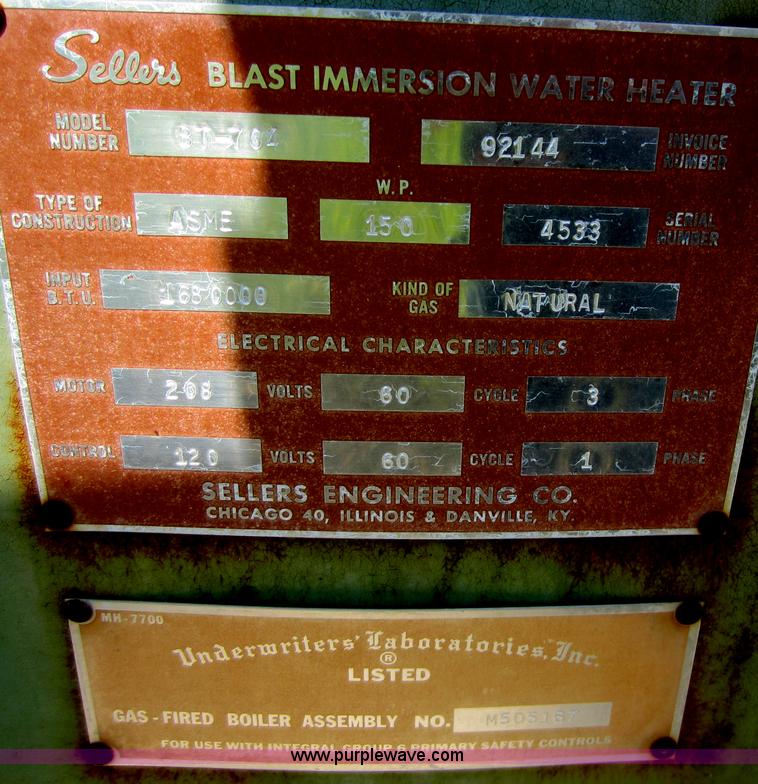 Sellers BLAST IMMERSION WATER HEATER
MODEL NUMBER 92144 INVOICE NUMBER
W.P.
TYPE OF CONSTRUCTION ASME 150 4533 SERIAL NUMBER
INPUT B.T.U. 1680000 KIND OF GAS NATURAL
ELECTRICAL CHARACTERISTICS
MOTOR 208 VOLTS 60 CYCLE 3 PHASE
CONTROL 120 VOLTS 60 CYCLE 1 PHASE
SELLERS ENGINEERING CO.
CHICAGO 40, ILLINOIS & DANVILLE, KY.
MH-7700
Underwriters' Laboratories, Inc.
®
LISTED
GAS-FIRED BOILER ASSEMBLY NO. M505187
FOR USE WITH INTEGRAL GROUP 6 PRIMARY SAFETY CONTROLS
www.purplewave.com